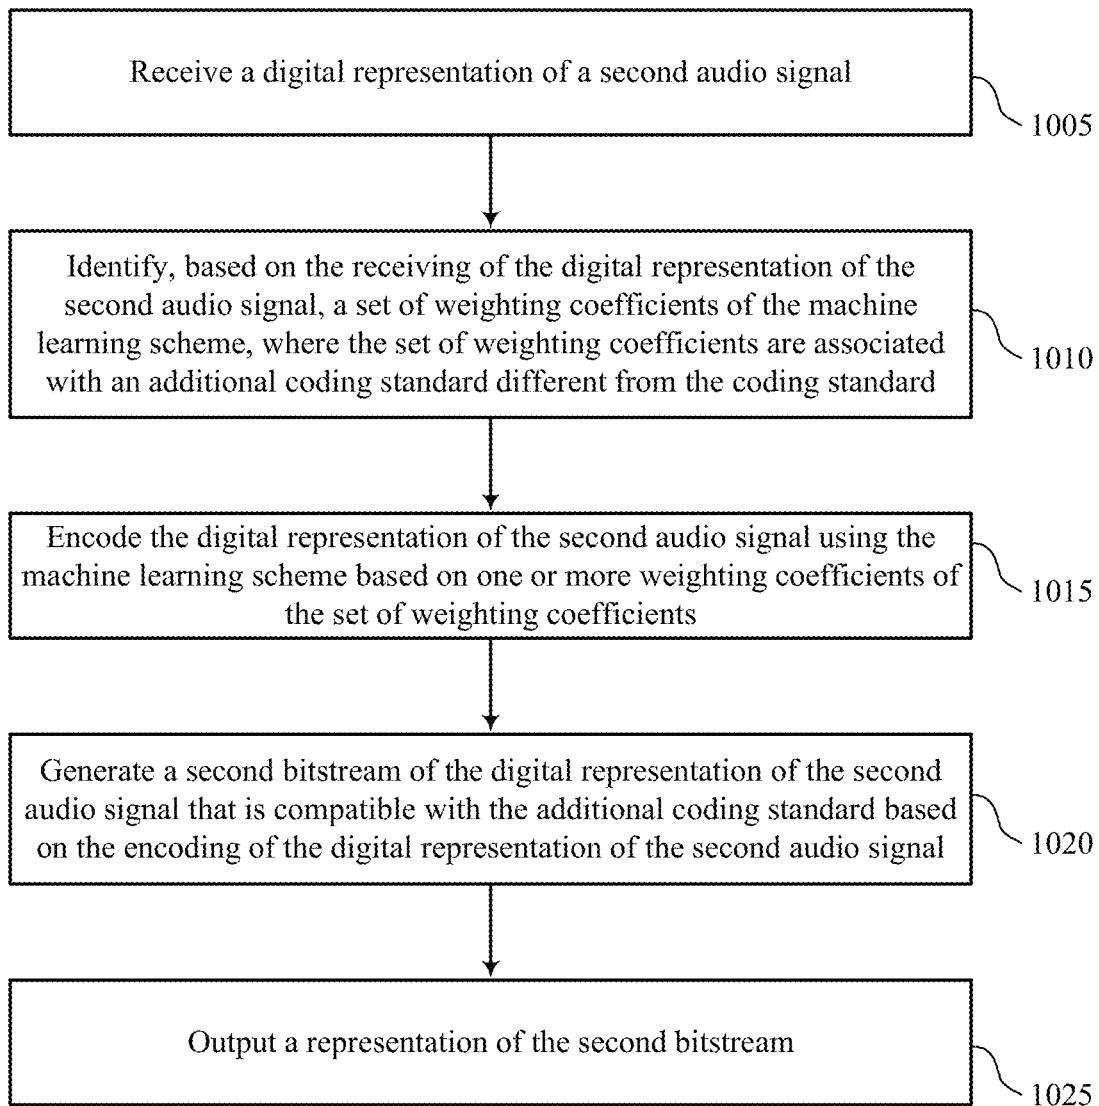 Receive a digital representation of a second audio signal
1005
Identify, based on the receiving of the digital representation of the
second audio signal, a set of weighting coefficients of the machine
learning scheme, where the set of weighting coefficients are associated
with an additional coding standard different from the coding standard
1010
Encode the digital representation of the second audio signal using the
machine learning scheme based on one or more weighting coefficients of
the set of weighting coefficients
1015
Generate a second bitstream of the digital representation of the second
audio signal that is compatible with the additional coding standard based
on the encoding of the digital representation of the second audio signal
1020
Output a representation of the second bitstream
1025